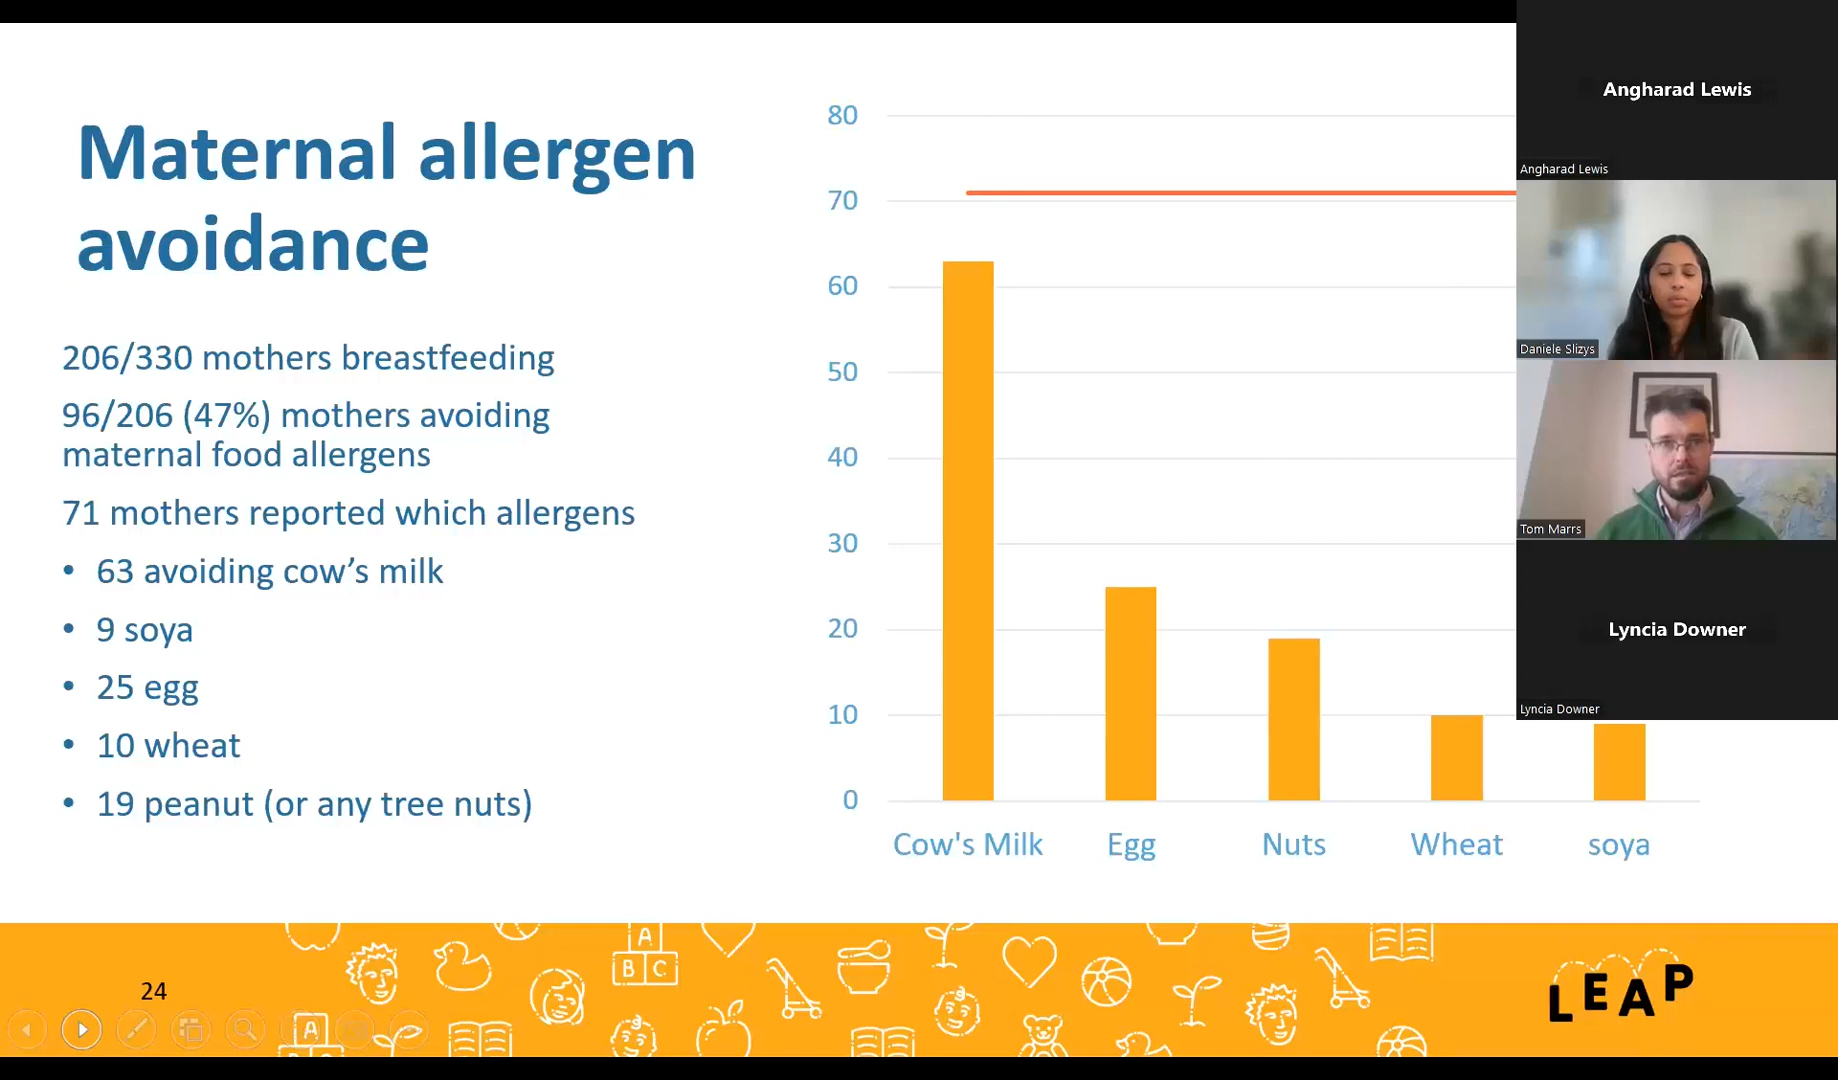 Maternal allergen
avoidance
206/330 mothers breastfeeding
96/206 (47%) mothers avoiding
maternal food allergens
71 mothers reported which allergens
• 63 avoiding cow’s milk
• 9 soya
• 25 egg
• 10 wheat
• 19 peanut (or any tree nuts)
80
70
60
50
40
30
20
10
0
Cow's Milk
Egg
Nuts
Wheat
soya
Angharad Lewis
Angharad Lewis
Daniele Slizys
Tom Marrs
Lyncia Downer
Lyncia Downer
A
B C
A
24
LEAP